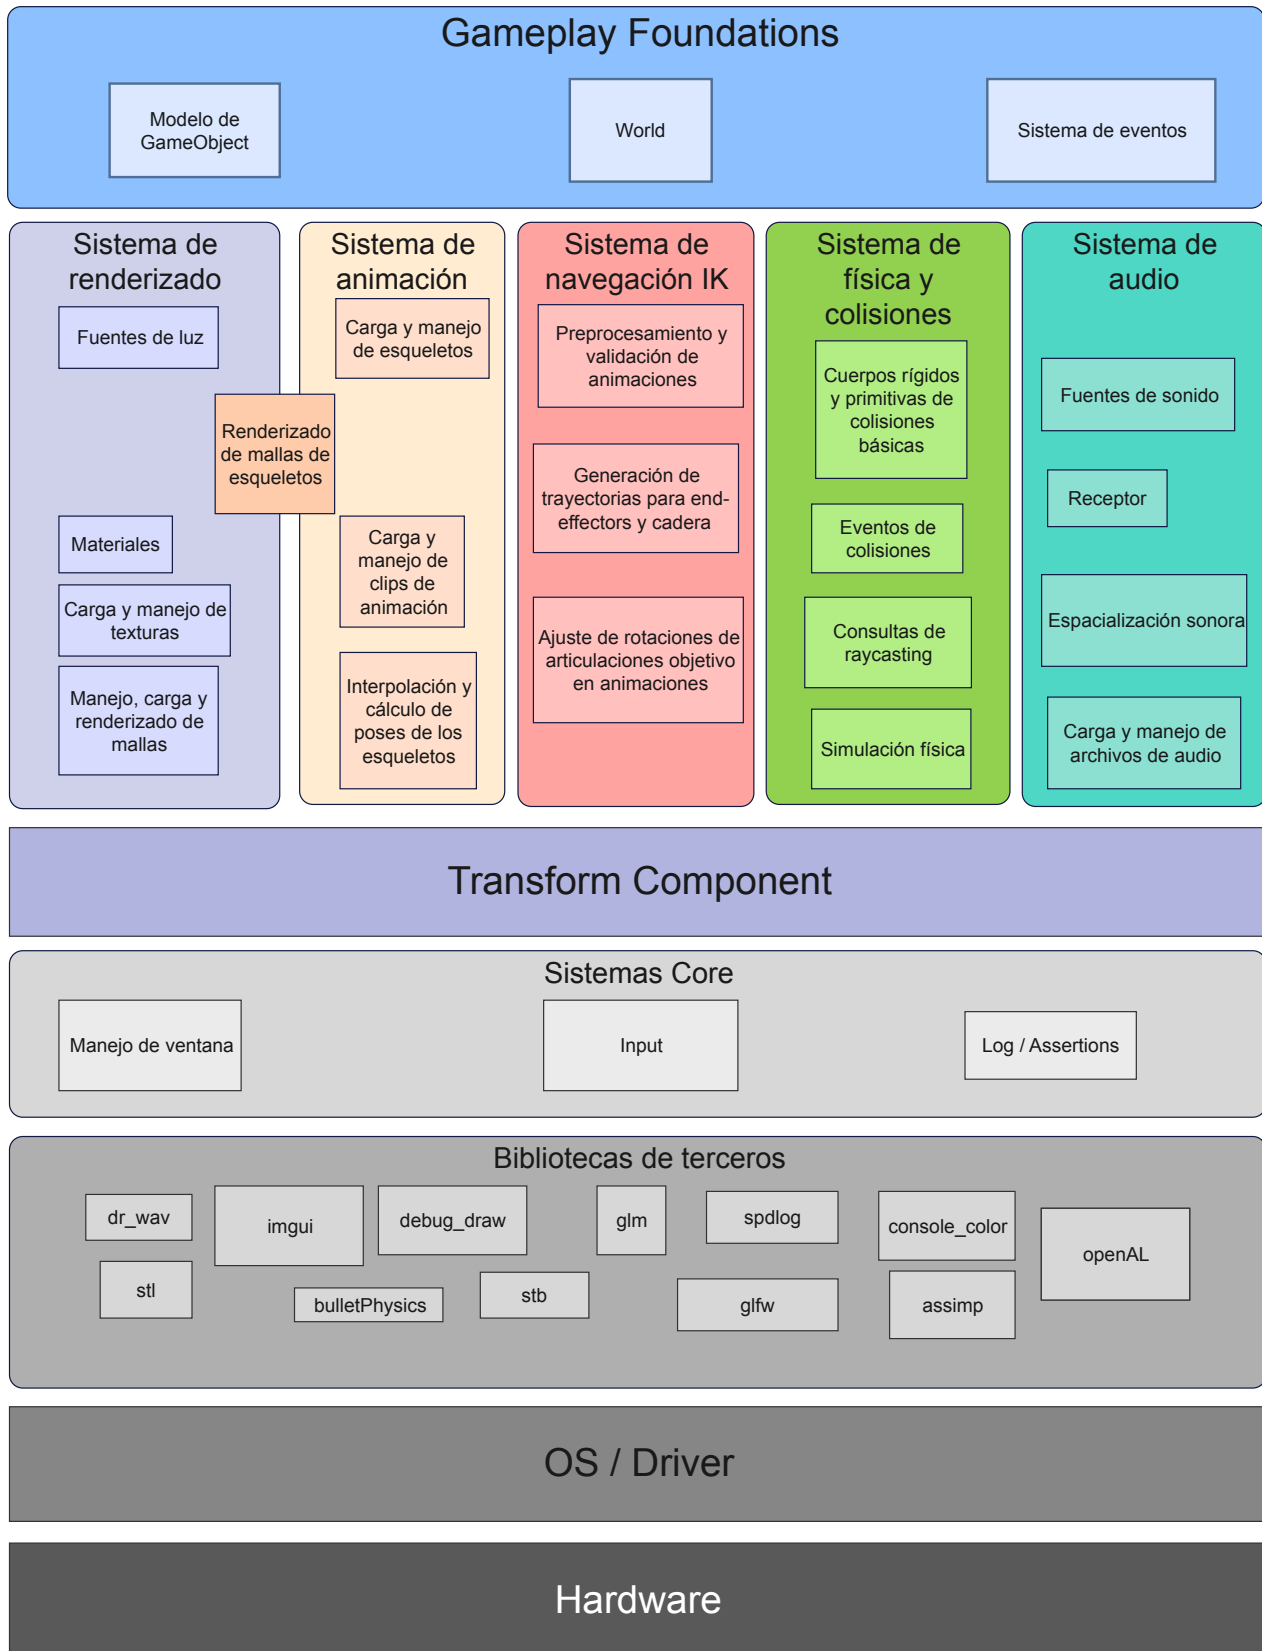 Gameplay Foundations
Modelo de
GameObject
World
Sistema de eventos
Sistema de
renderizado
Fuentes de luz
Renderizado
de mallas de
esqueletos
Materiales
Carga y manejo de
texturas
Manejo, carga y
renderizado de
mallas
Sistema de
animación
Carga y manejo
de esqueletos
Carga y
manejo de
clips de
animación
Interpolación y
cálculo de
poses de los
esqueletos
Sistema de
navegación IK
Preprocesamiento y
validación de
animaciones
Generación de
trayectorias para end-
effectors y cadera
Ajuste de rotaciones de
articulaciones objetivo
en animaciones
Sistema de
física y
colisiones
Cuerpos rígidos
y primitivas de
colisiones
básicas
Eventos de
colisiones
Consultas de
raycasting
Simulación física
Sistema de
audio
Fuentes de sonido
Receptor
Espacialización sonora
Carga y manejo de
archivos de audio
Transform Component
Sistemas Core
Manejo de ventana
Input
Log / Assertions
Bibliotecas de terceros
dr_wav
imgui
debug_draw
glm
spdlog
console_color
openAL
stl
bulletPhysics
stb
glfw
assimp
OS / Driver
Hardware